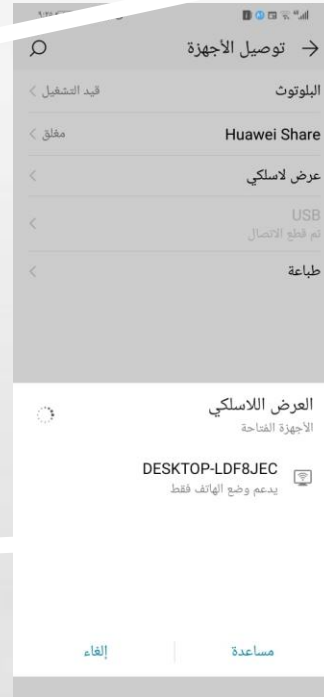 توصيل الأجهزة
البلوتوث قيد التشغيل
Huawei Share مغلق
عرض لاسلكي
USB
تم قطع الاتصال
طباعة
العرض اللاسلكي
الأجهزة المتاحة
DESKTOP-LDF8JEC
يدعم وضع الهاتف فقط
مساعدة إلغاء